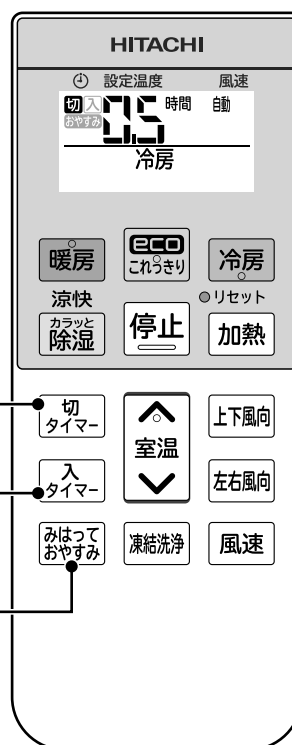 HITACHI
設定温度 風速
切 入 0.5 時間 自動
おやすみ
冷房
暖房 eco これっきり 冷房
涼快 リセット
カラッと 除湿 停止 加熱
切 タイマー 上下風向
室温
入 タイマー 左右風向
みはって おやすみ 凍結洗浄 風速